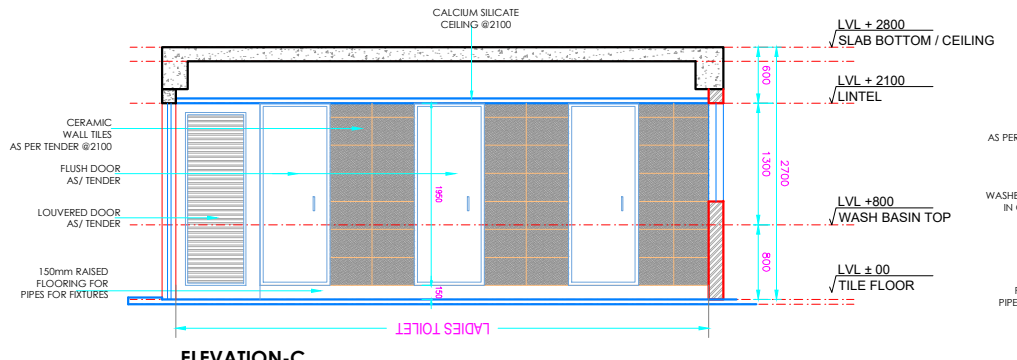 CALCIUM SILICATE
CEILING @2100
LVL + 2800
SLAB BOTTOM / CEILING
600
LVL + 2100
LINTEL
CERAMIC
WALL TILES
AS PER TENDER @2100
AS PER
FLUSH DOOR
AS/ TENDER
1300
2700
1950
WASHE
IN
LOUVERED DOOR
AS/ TENDER
LVL +800
WASH BASIN TOP
800
150mm RAISED
FLOORING FOR
PIPES FOR FIXTURES
150
LVL ± 00
TILE FLOOR
PIPE
LADIES TOILET
ELEVATION-C